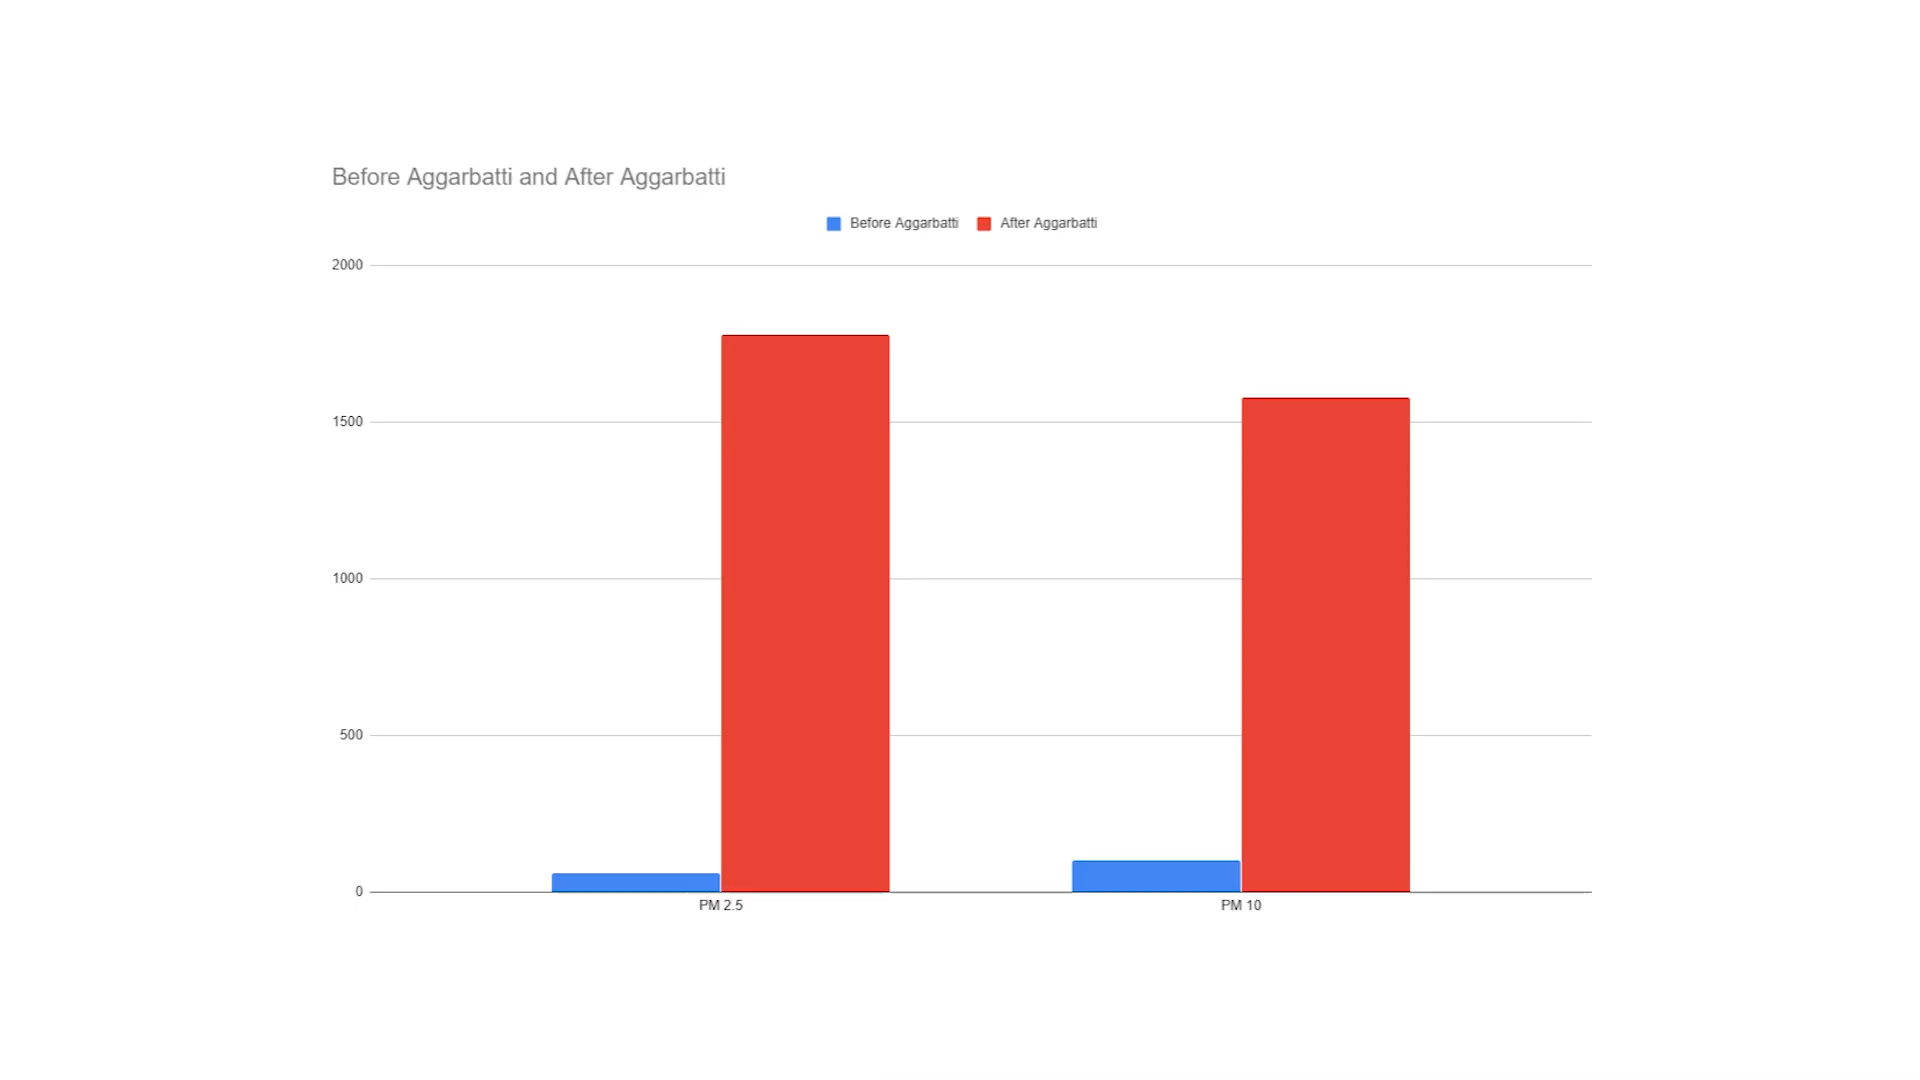 Before Aggarbatti and After Aggarbatti
Before Aggarbatti After Aggarbatti
2000
1500
1000
500
0
PM 2.5 PM 10